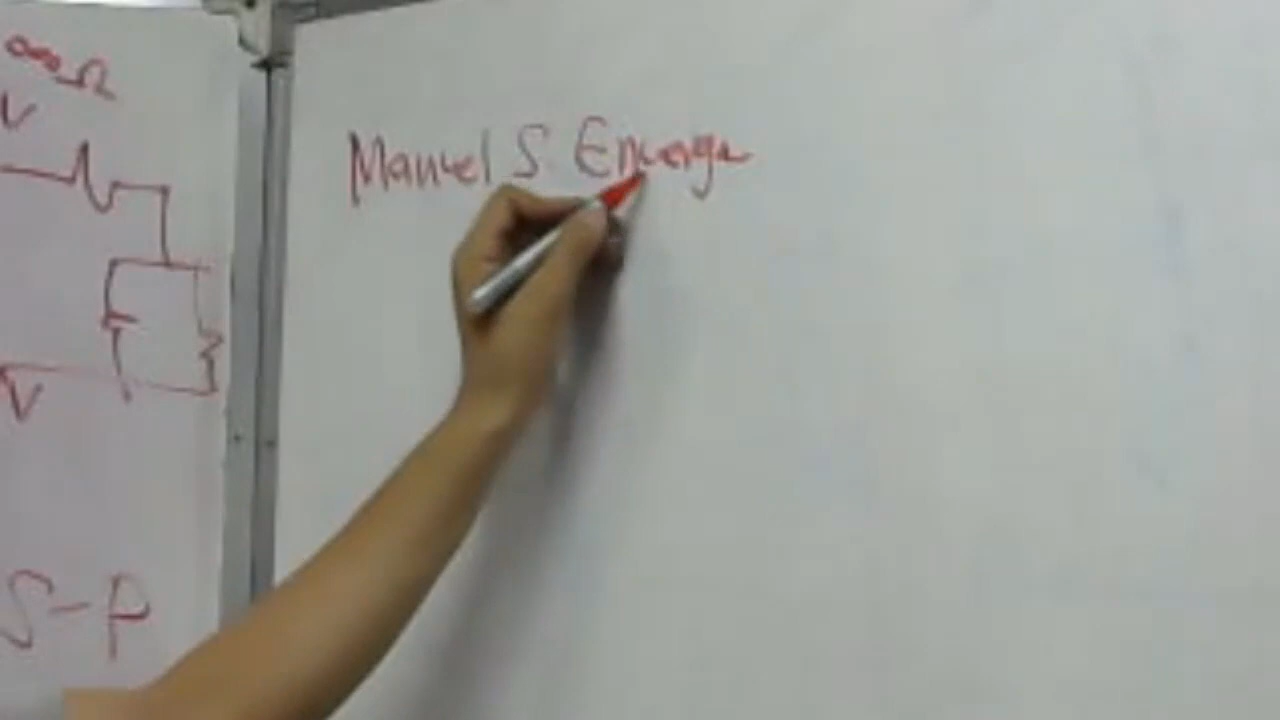 ∞ Ω
V
V
S-P
Manuel S Enverga